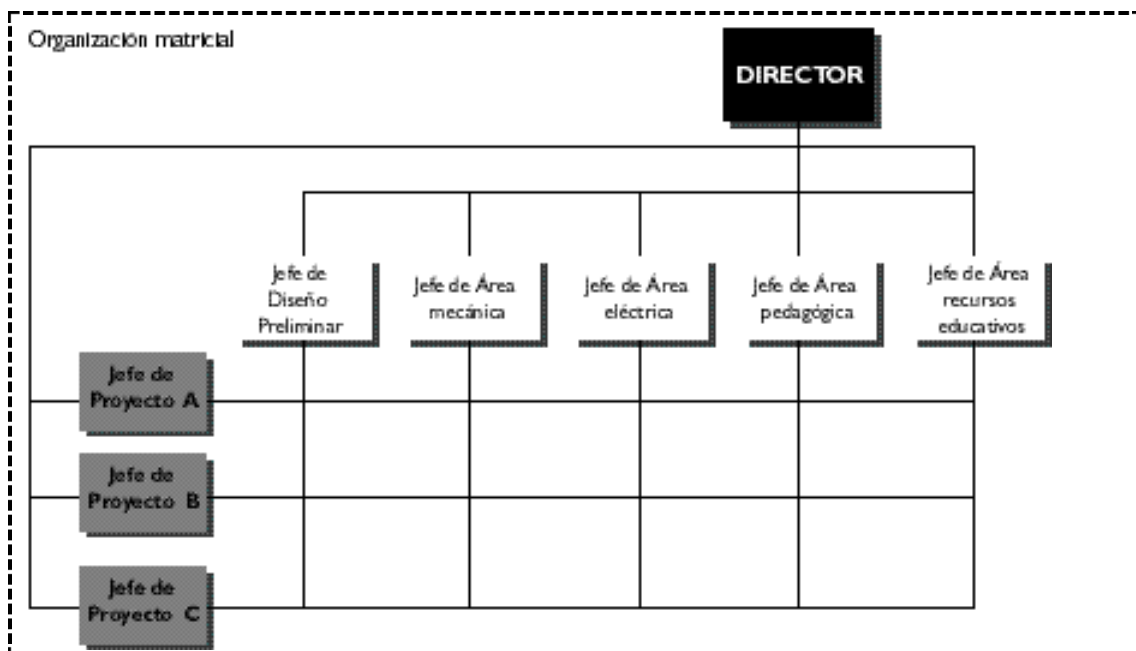 Organización matricial
DIRECTOR
Jefe de
Diseño
Preliminar
Jefe de Área
mecánica
Jefe de Área
eléctrica
Jefe de Área
pedagógica
Jefe de Área
recursos
educativos
Jefe de
Proyecto A
Jefe de
Proyecto B
Jefe de
Proyecto C